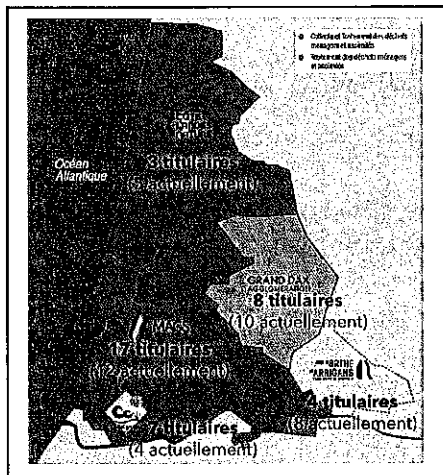 Collecte et Traitement des déchets
ménagers et assimilés
Traitement des déchets ménagers
et assimilés
Océan
Atlantique
3 titulaires
GRAND DAX
AGGLOMÉRATION
8 titulaires
(10 actuellement)
MACS
17 titulaires
(12 actuellement)
D'ARRIGANS
4 titulaires
(8 actuellement)
7 titulaires
(4 actuellement)